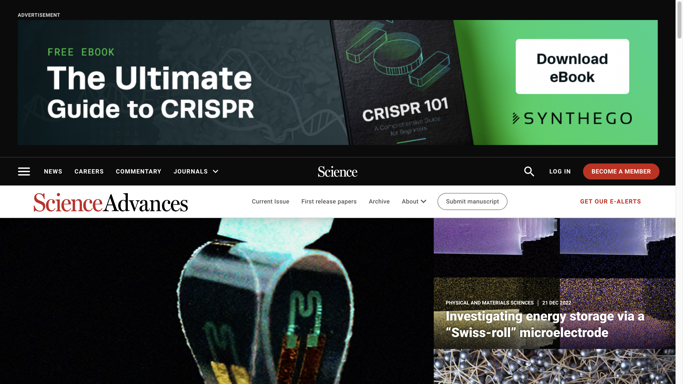 ADVERTISEMENT
FREE EBOOK
The Ultimate
Guide to CRISPR
CRISPR 101
A Comprehensive Guide
for Beginners
Download
eBook
SYNTHEGO
NEWS
CAREERS
COMMENTARY
JOURNALS
Science
LOG IN
BECOME A MEMBER
ScienceAdvances
Current Issue
First release papers
Archive
About
Submit manuscript
GET OUR E-ALERTS
PHYSICAL AND MATERIALS SCIENCES | 21 DEC 2022
Investigating energy storage via a
“Swiss-roll” microelectrode